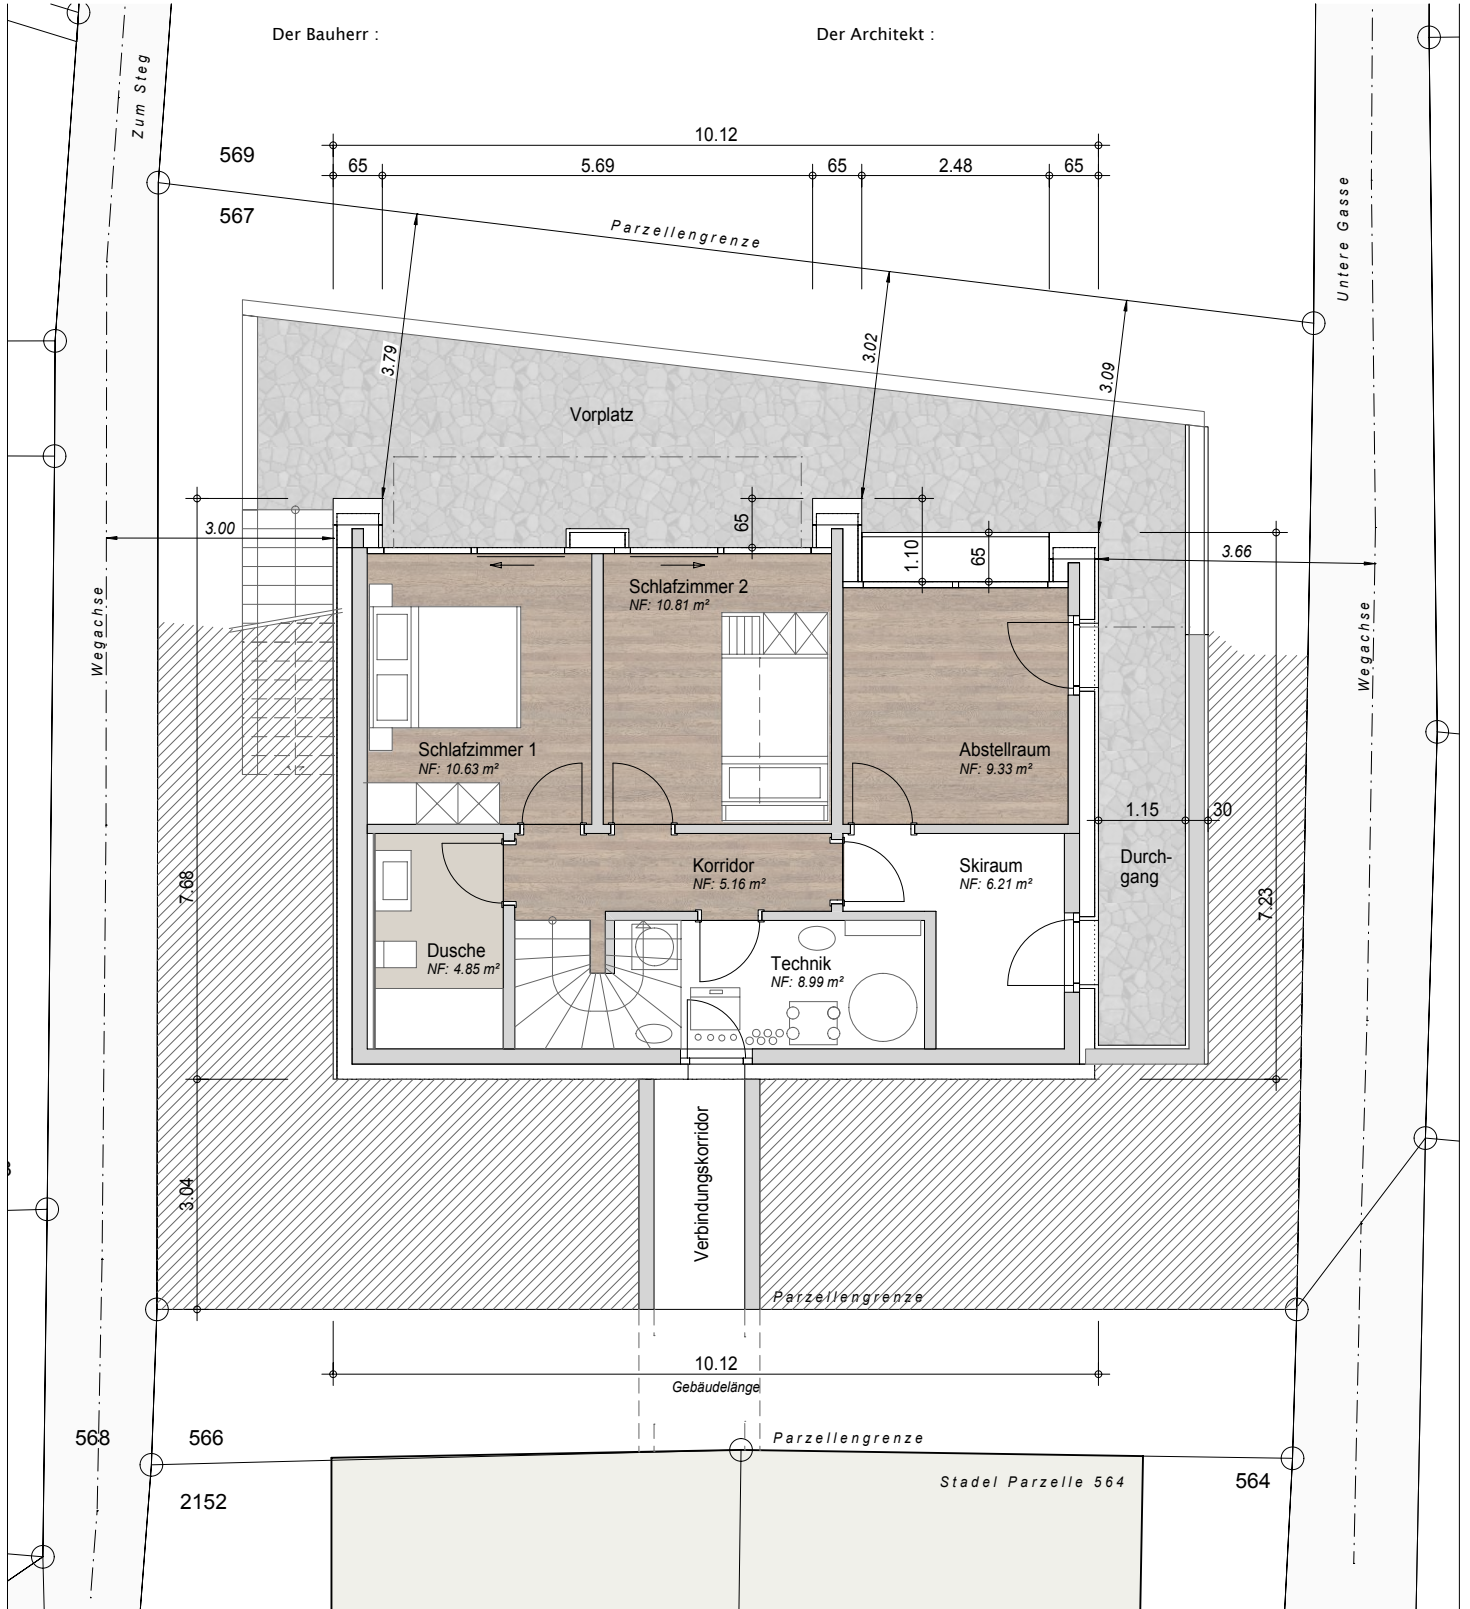 Der Bauherr :
Der Architekt :
Zum Steg
10.12
569
65
5.69
65
2.48
65
567
Parzellengrenze
Untere Gasse
3.79
3.02
3.09
Vorplatz
3.00
65
1.10
65
3.66
Wegachse
Schlafzimmer 2
NF: 10.81 m²
Wegachse
Schlafzimmer 1
NF: 10.63 m²
Abstellraum
NF: 9.33 m²
1.15
30
Durch-
gang
Korridor
NF: 5.16 m²
Skiraum
NF: 6.21 m²
7.68
7.23
Dusche
NF: 4.85 m²
Technik
NF: 8.99 m²
Verbindungskorridor
3.04
Parzellengrenze
10.12
Gebäudelänge
568
566
Parzellengrenze
Stadel Parzelle 564
564
2152